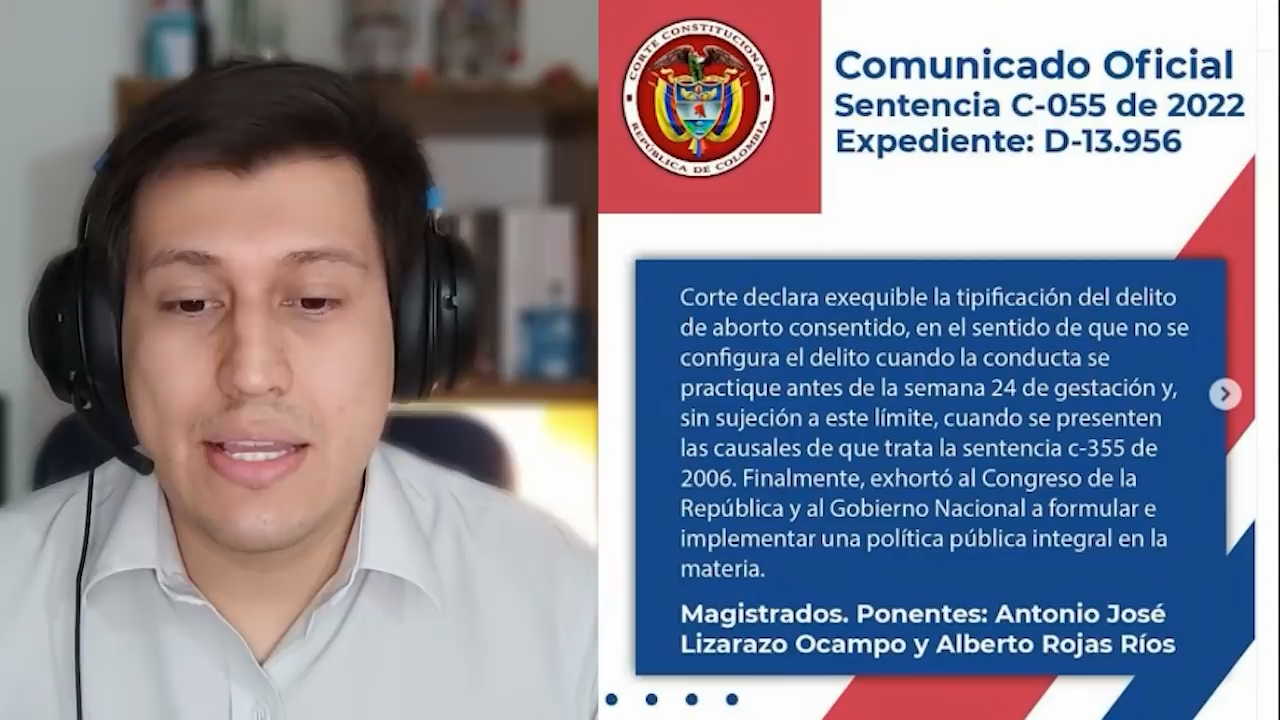 CORTE CONSTITUCIONAL
REPÚBLICA DE COLOMBIA
Comunicado Oficial
Sentencia C-055 de 2022
Expediente: D-13.956
Corte declara exequible la tipificación del delito
de aborto consentido, en el sentido de que no se
configura el delito cuando la conducta se
practique antes de la semana 24 de gestación y,
sin sujeción a este límite, cuando se presenten
las causales de que trata la sentencia c-355 de
2006. Finalmente, exhortó al Congreso de la
República y al Gobierno Nacional a formular e
implementar una política pública integral en la
materia.
Magistrados. Ponentes: Antonio José
Lizarazo Ocampo y Alberto Rojas Ríos